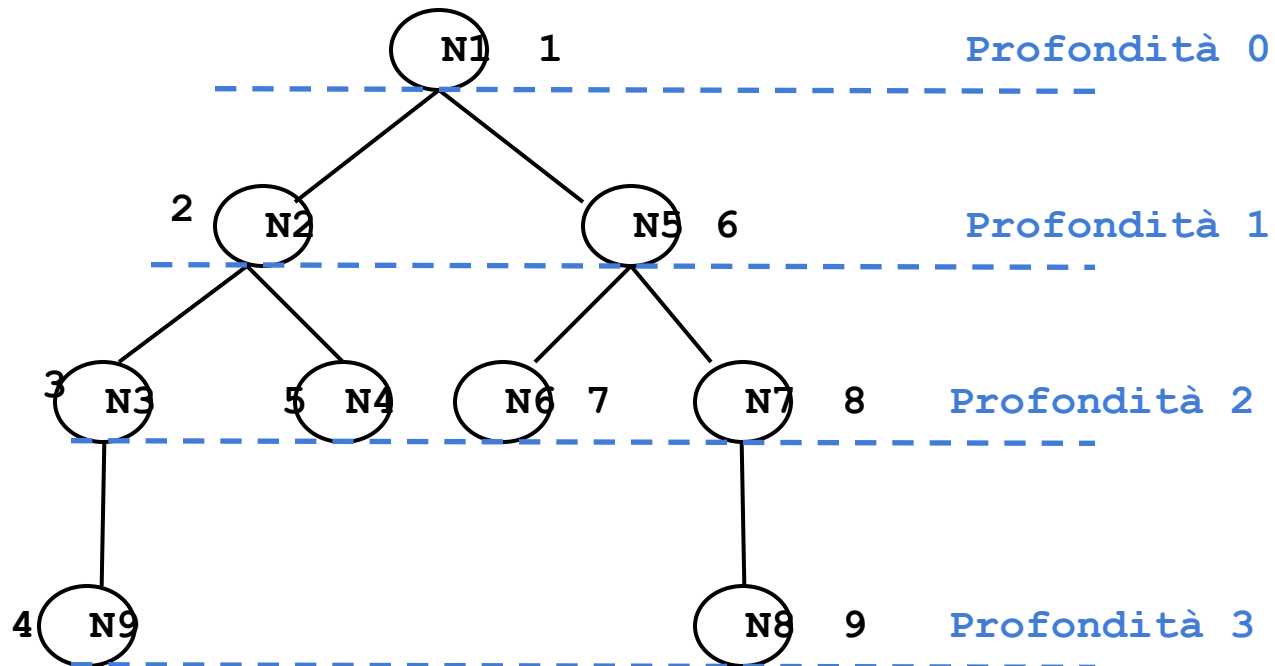 N1 1 Profondità 0
2 N2 N5 6 Profondità 1
3 N3 5 N4 N6 7 N7 8 Profondità 2
4 N9 N8 9 Profondità 3